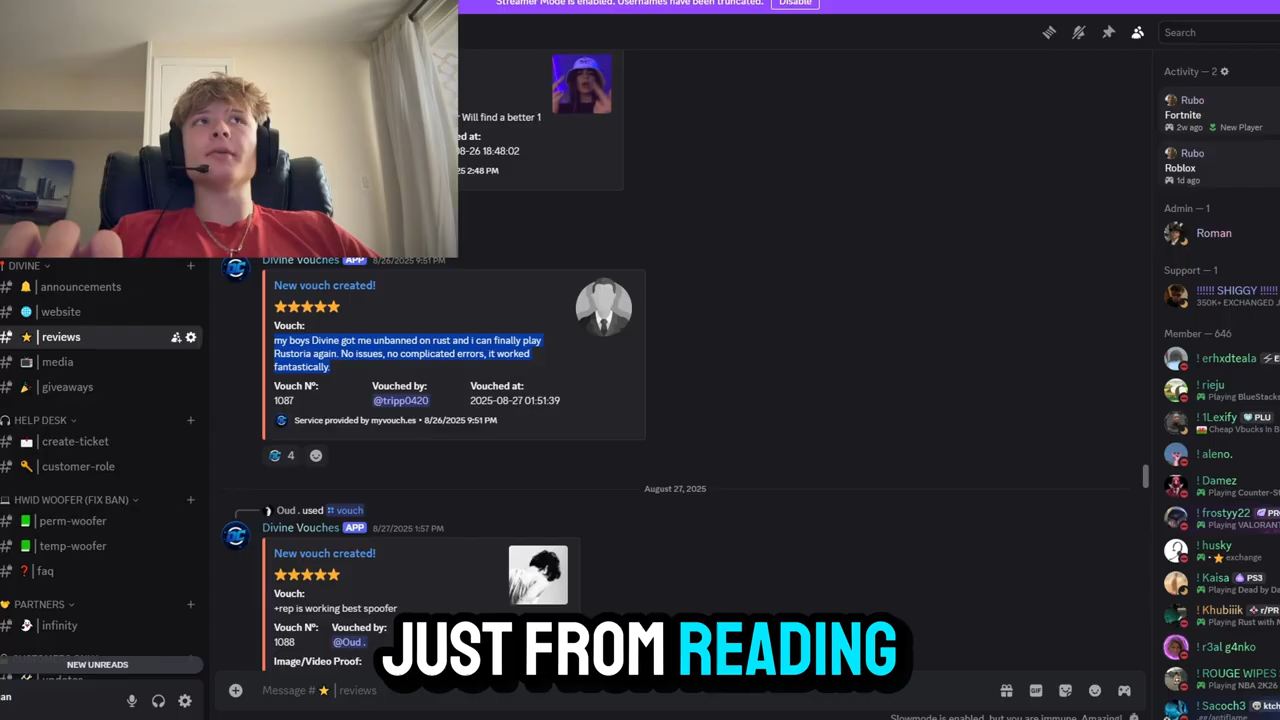 Streamer Mode is enabled. Usernames have been truncated.
Disable
Search
Will find a better 1
ed at:
08-26 18:48:02
25 2:48 PM
DIVINE
announcements
website
reviews
media
giveaways
HELP DESK
create-ticket
customer-role
HWID WOOFER (FIX BAN)
perm-woofer
temp-woofer
faq
PARTNERS
infinity
NEW UNREADS
updates
an
Divine Vouches APP 8/26/2025 9:51 PM
New vouch created!
Vouch:
my boys Divine got me unbanned on rust and i can finally play
Rustoria again. No issues, no complicated errors, it worked
fantastically.
Vouch Nº: Vouched by: Vouched at:
1087 @tripp0420 2025-08-27 01:51:39
Service provided by myvouch.es • 8/26/2025 9:51 PM
4
August 27, 2025
Oud . used vouch
Divine Vouches APP 8/27/2025 1:57 PM
New vouch created!
Vouch:
+rep is working best spoofer
Vouch Nº: Vouched by:
1088 @Oud .
Image/Video Proof:
JUST FROM READING
Message # ⭐ | reviews
GIF
Slowmode is enabled, but you are immune. Amazing!
Activity — 2
Rubo
Fortnite
2w ago New Player
Rubo
Roblox
1d ago
Admin — 1
Roman
Support — 1
!!!!!! SHIGGY !!!!!!
350K+ EXCHANGED
Member — 646
! erhxdteala
! rieju
Playing BlueStacks
! 1Lexify PLU
Cheap Vbucks In B
! aleno.
! Damez
Playing Counter-St
! frostyy22 PRO
Playing VALORANT
! husky
• ⭐ exchange
! Kaisa PS3
Playing Dead by Da
! Khubiiik r/PR
Playing Rust with M
! r3al g4nko
! ROUGE WIPES
Playing NBA 2K26
! Sacoch3 ktch
.gg/antiflame